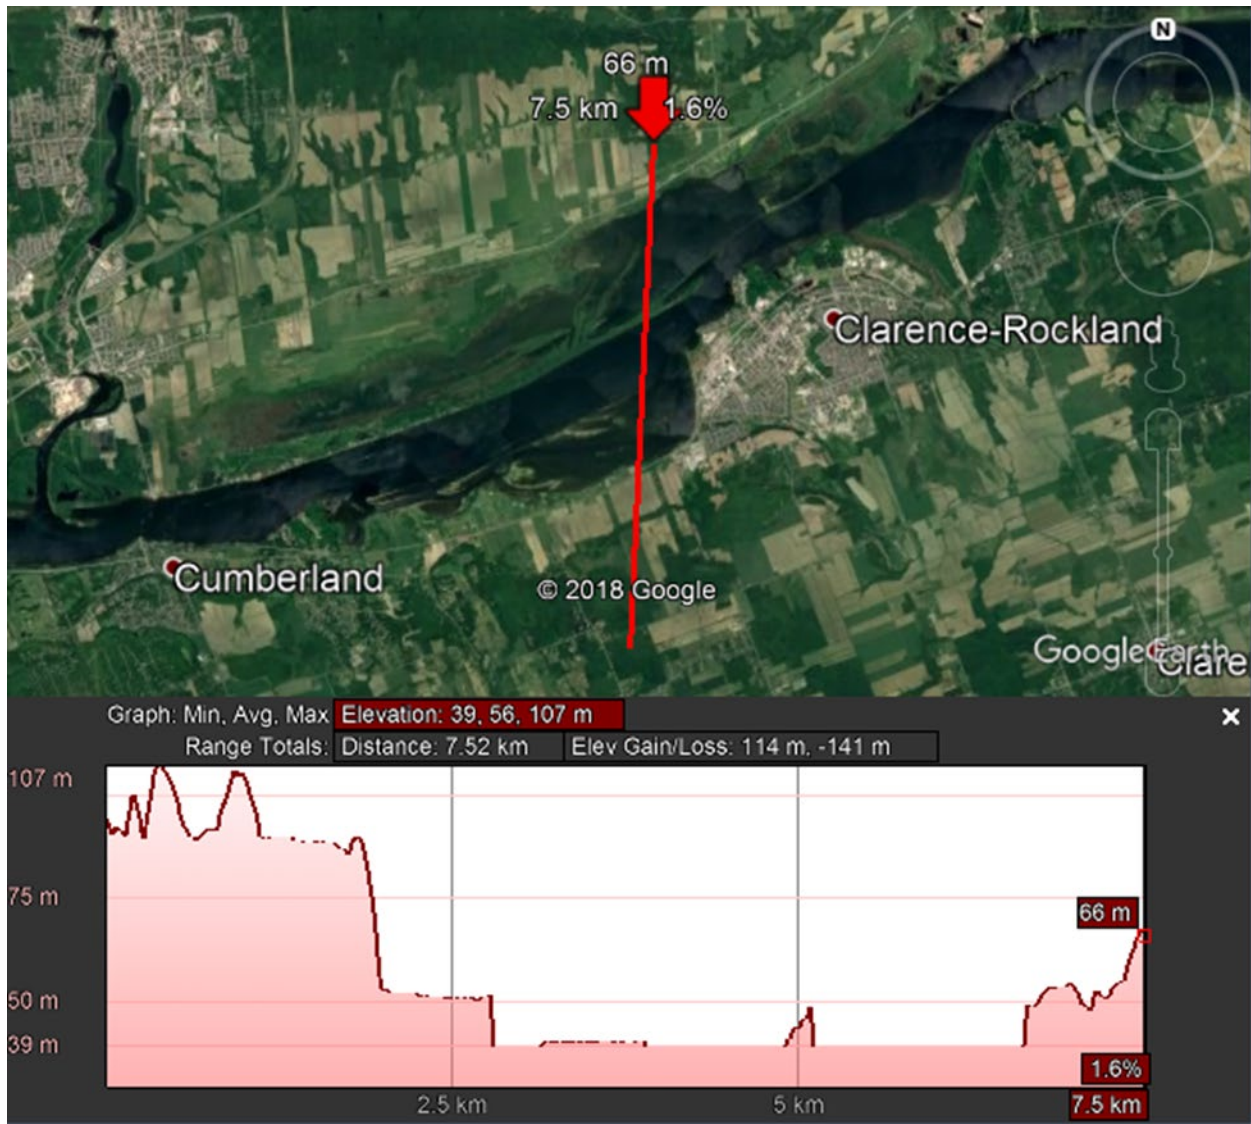 N
66 m
7.5 km 1.6%
Clarence-Rockland
Cumberland
© 2018 Google
Google Earth
Clare
Graph: Min, Avg, Max Elevation: 39, 56, 107 m
Range Totals: Distance: 7.52 km Elev Gain/Loss: 114 m, -141 m
107 m
75 m
66 m
50 m
39 m
1.6%
2.5 km 5 km 7.5 km